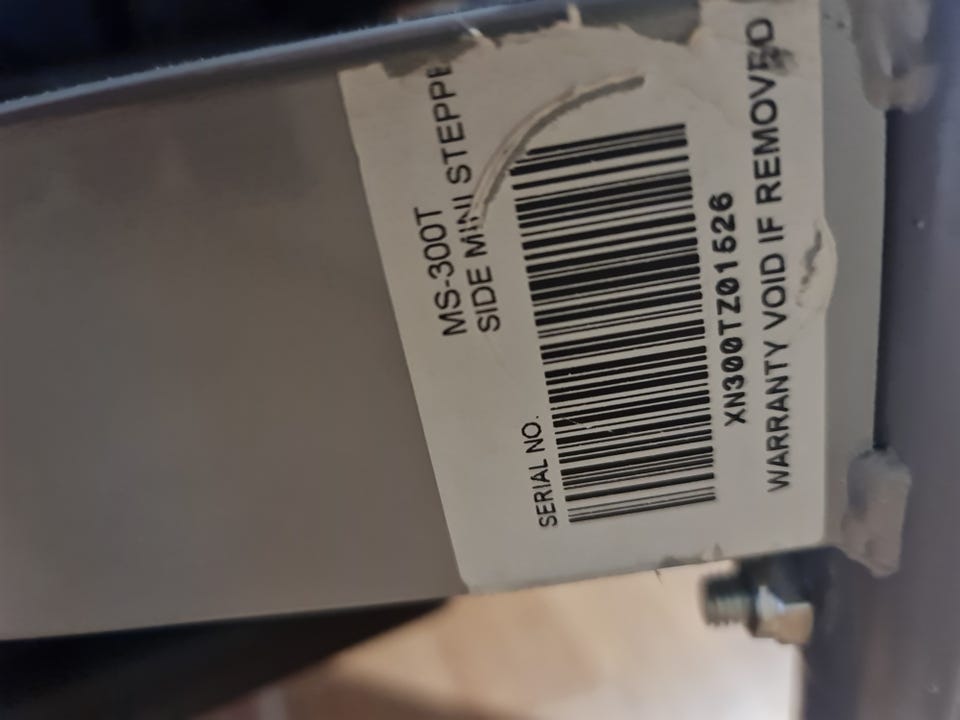 MS-300T
SIDE MINI STEPPE
SERIAL NO.
XN300TZ01526
WARRANTY VOID IF REMOVED